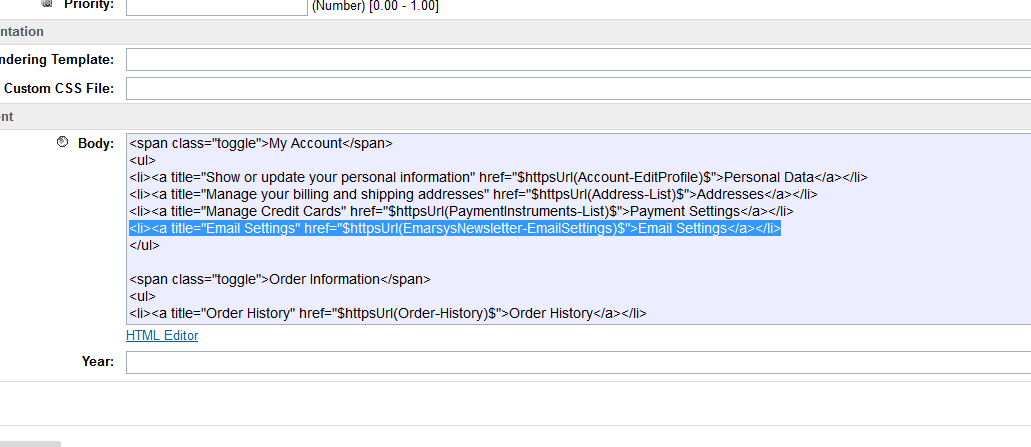 Priority: (Number) [0.00 - 1.00]
ntation
ndering Template:
Custom CSS File:
nt
Body:
<span class="toggle">My Account</span>
<ul>
<li><a title="Show or update your personal information" href="$httpsUrl(Account-EditProfile)$">Personal Data</a></li>
<li><a title="Manage your billing and shipping addresses" href="$httpsUrl(Address-List)$">Addresses</a></li>
<li><a title="Manage Credit Cards" href="$httpsUrl(PaymentInstruments-List)$">Payment Settings</a></li>
<li><a title="Email Settings" href="$httpsUrl(EmarsysNewsletter-EmailSettings)$">Email Settings</a></li>
</ul>
<span class="toggle">Order Information</span>
<ul>
<li><a title="Order History" href="$httpsUrl(Order-History)$">Order History</a></li>
HTML Editor
Year: